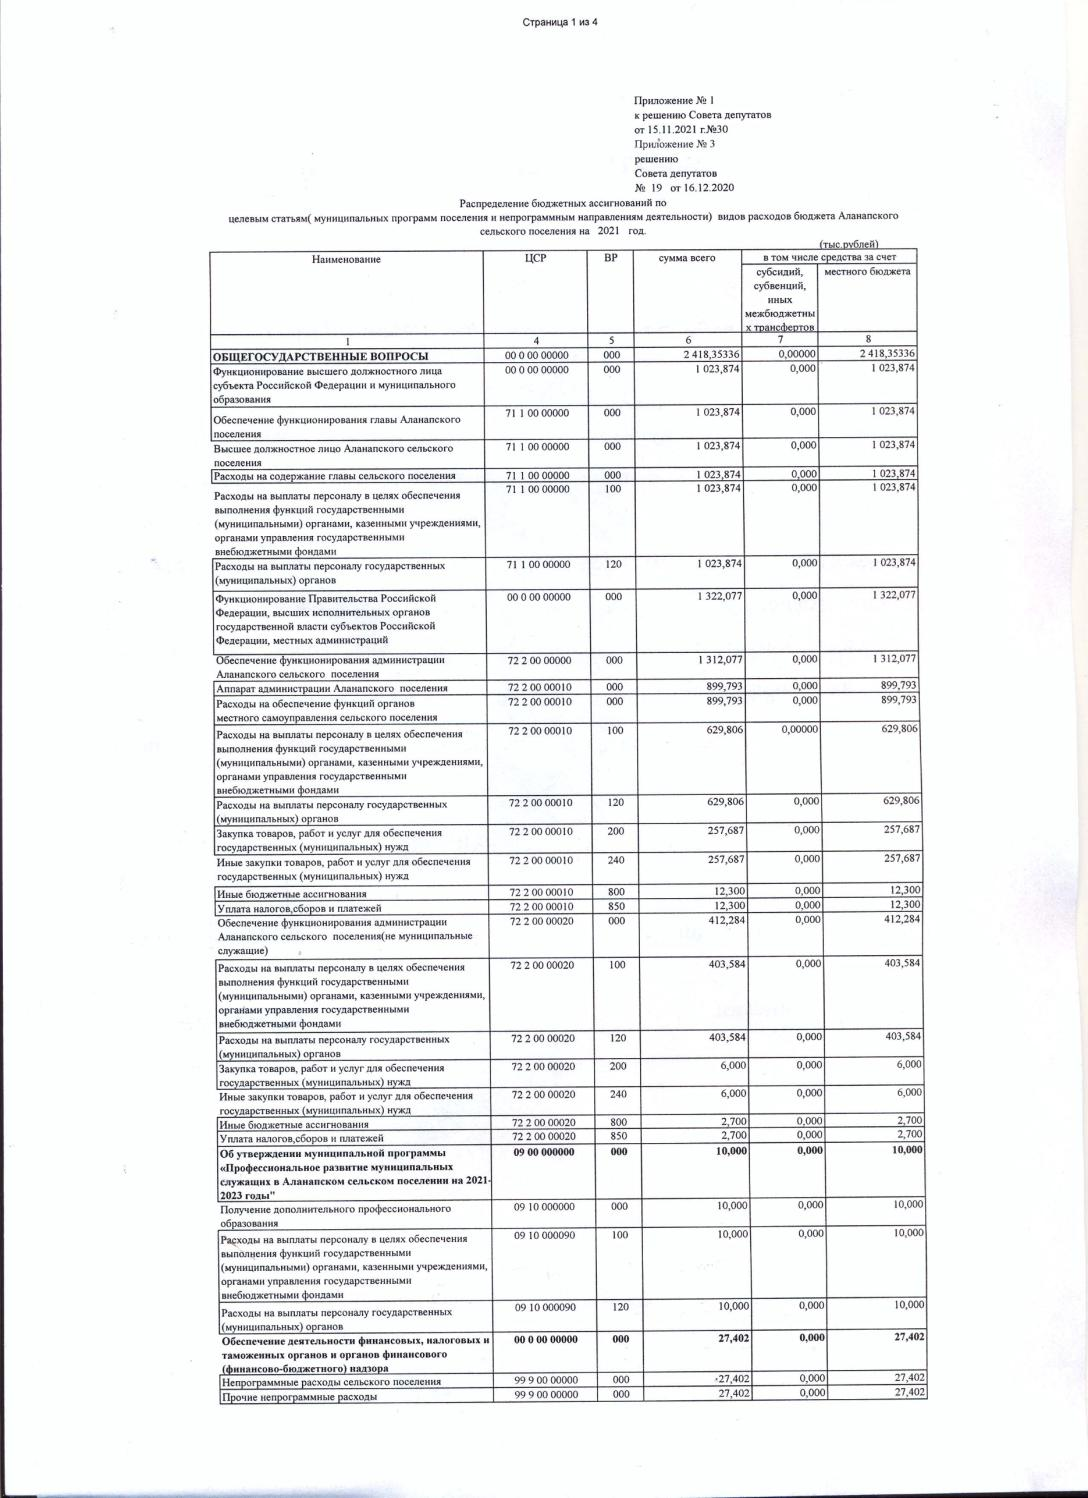 Страница 1 из 4
Приложение № 1
к решению Совета депутатов
от 15.11.2021 г.№30
Приложение № 3
решению
Совета депутатов
№ 19 от 16.12.2020
Распределение бюджетных ассигнований по
целевым статьям( муниципальных программ поселения и непрограммным направлениям деятельности) видов расходов бюджета Аланапского
сельского поселения на 2021 год.
(тыс.рублей)
Наименование ЦСР ВР сумма всего в том числе средства за счет
субсидий, местного бюджета
субвенций,
иных
межбюджетны
х трансфертов
1 4 5 6 7 8
ОБЩЕГОСУДАРСТВЕННЫЕ ВОПРОСЫ 00 0 00 00000 000 2 418,35336 0,00000 2 418,35336
Функционирование высшего должностного лица 00 0 00 00000 000 1 023,874 0,000 1 023,874
субъекта Российской Федерации и муниципального
образования
Обеспечение функционирования главы Аланапского 71 1 00 00000 000 1 023,874 0,000 1 023,874
поселения
Высшее должностное лицо Аланапского сельского 71 1 00 00000 000 1 023,874 0,000 1 023,874
поселения
Расходы на содержание главы сельского поселения 71 1 00 00000 000 1 023,874 0,000 1 023,874
Расходы на выплаты персоналу в целях обеспечения 71 1 00 00000 100 1 023,874 0,000 1 023,874
выполнения функций государственными
(муниципальными) органами, казенными учреждениями,
органами управления государственными
внебюджетными фондами
Расходы на выплаты персоналу государственных 71 1 00 00000 120 1 023,874 0,000 1 023,874
(муниципальных) органов
Функционирование Правительства Российской 00 0 00 00000 000 1 322,077 0,000 1 322,077
Федерации, высших исполнительных органов
государственной власти субъектов Российской
Федерации, местных администраций
Обеспечение функционирования администрации 72 2 00 00000 000 1 312,077 0,000 1 312,077
Аланапского сельского поселения
Аппарат администрации Аланапского поселения 72 2 00 00010 000 899,793 0,000 899,793
Расходы на обеспечение функций органов 72 2 00 00010 000 899,793 0,000 899,793
местного самоуправления сельского поселения
Расходы на выплаты персоналу в целях обеспечения 72 2 00 00010 100 629,806 0,00000 629,806
выполнения функций государственными
(муниципальными) органами, казенными учреждениями,
органами управления государственными
внебюджетными фондами
Расходы на выплаты персоналу государственных 72 2 00 00010 120 629,806 0,000 629,806
(муниципальных) органов
Закупка товаров, работ и услуг для обеспечения 72 2 00 00010 200 257,687 0,000 257,687
государственных (муниципальных) нужд
Иные закупки товаров, работ и услуг для обеспечения 72 2 00 00010 240 257,687 0,000 257,687
государственных (муниципальных) нужд
Иные бюджетные ассигнования 72 2 00 00010 800 12,300 0,000 12,300
Уплата налогов,сборов и платежей 72 2 00 00010 850 12,300 0,000 12,300
Обеспечение функционирования администрации 72 2 00 00020 000 412,284 0,000 412,284
Аланапского сельского поселения(не муниципальные
служащие)
Расходы на выплаты персоналу в целях обеспечения 72 2 00 00020 100 403,584 0,000 403,584
выполнения функций государственными
(муниципальными) органами, казенными учреждениями,
органами управления государственными
внебюджетными фондами
Расходы на выплаты персоналу государственных 72 2 00 00020 120 403,584 0,000 403,584
(муниципальных) органов
Закупка товаров, работ и услуг для обеспечения 72 2 00 00020 200 6,000 0,000 6,000
государственных (муниципальных) нужд
Иные закупки товаров, работ и услуг для обеспечения 72 2 00 00020 240 6,000 0,000 6,000
государственных (муниципальных) нужд
Иные бюджетные ассигнования 72 2 00 00020 800 2,700 0,000 2,700
Уплата налогов,сборов и платежей 72 2 00 00020 850 2,700 0,000 2,700
Об утверждении муниципальной программы 09 00 000000 000 10,000 0,000 10,000
«Профессиональное развитие муниципальных
служащих в Аланапском сельском поселении на 2021-
2023 годы"
Получение дополнительного профессионального 09 10 000000 000 10,000 0,000 10,000
образования
Расходы на выплаты персоналу в целях обеспечения 09 10 000090 100 10,000 0,000 10,000
выполнения функций государственными
(муниципальными) органами, казенными учреждениями,
органами управления государственными
внебюджетными фондами
Расходы на выплаты персоналу государственных 09 10 000090 120 10,000 0,000 10,000
(муниципальных) органов
Обеспечение деятельности финансовых, налоговых и 00 0 00 00000 000 27,402 0,000 27,402
таможенных органов и органов финансового
(финансово-бюджетного) надзора
Непрограммные расходы сельского поселения 99 9 00 00000 000 27,402 0,000 27,402
Прочие непрограммные расходы 99 9 00 00000 000 27,402 0,000 27,402